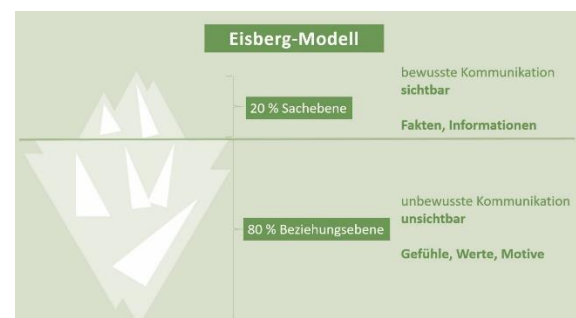 Eisberg-Modell
20 % Sachebene
bewusste Kommunikation
sichtbar
Fakten, Informationen
80 % Beziehungsebene
unbewusste Kommunikation
unsichtbar
Gefühle, Werte, Motive